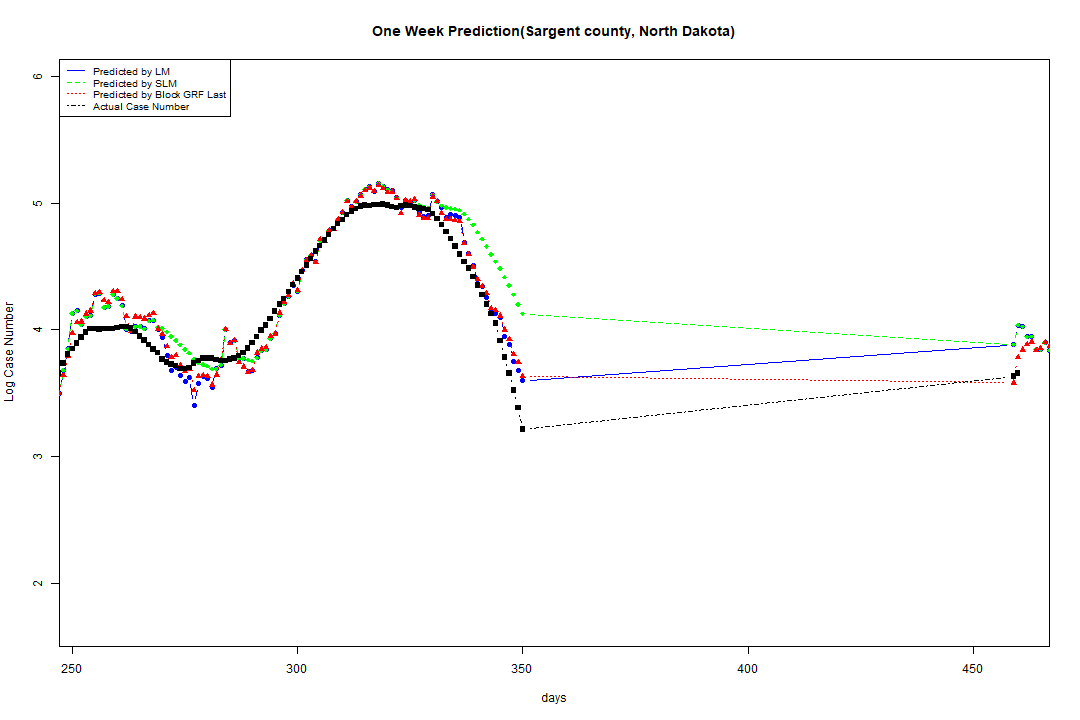 One Week Prediction(Sargent county, North Dakota)
Predicted by LM
Predicted by SLM
Predicted by Block GRF Last
Actual Case Number
6
5
4
3
2
Log Case Number
250
300
350
400
450
days